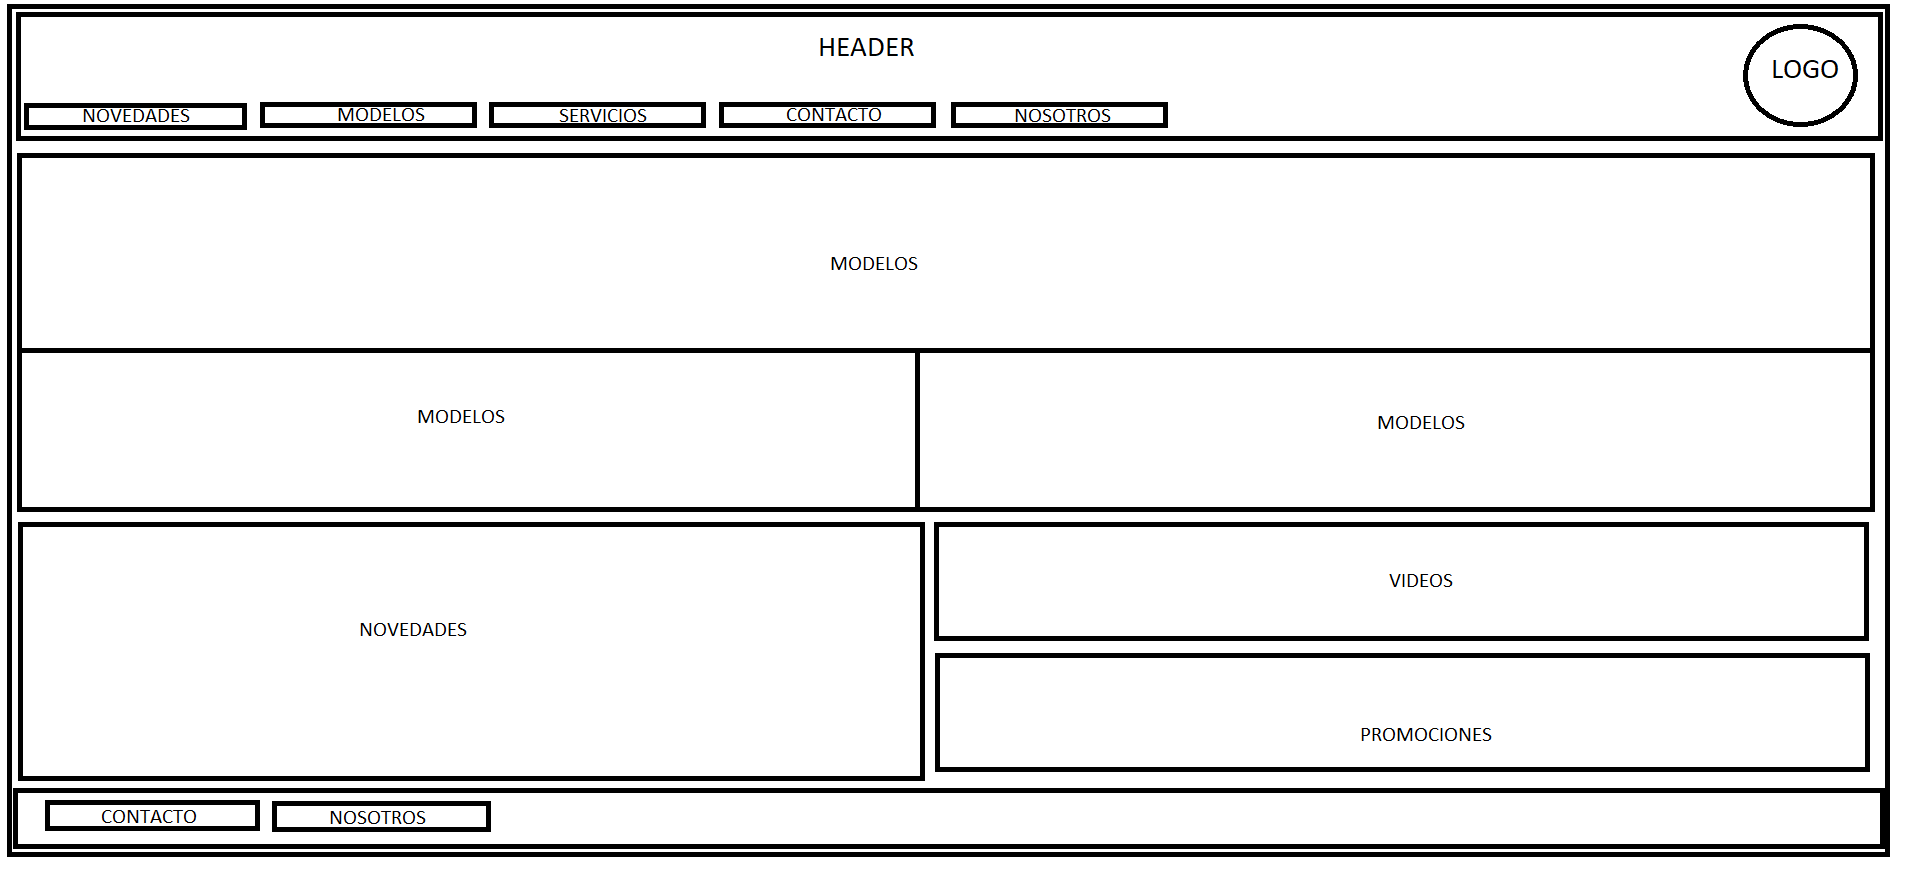 HEADER
LOGO
NOVEDADES
MODELOS
SERVICIOS
CONTACTO
NOSOTROS
MODELOS
MODELOS
MODELOS
NOVEDADES
VIDEOS
PROMOCIONES
CONTACTO
NOSOTROS